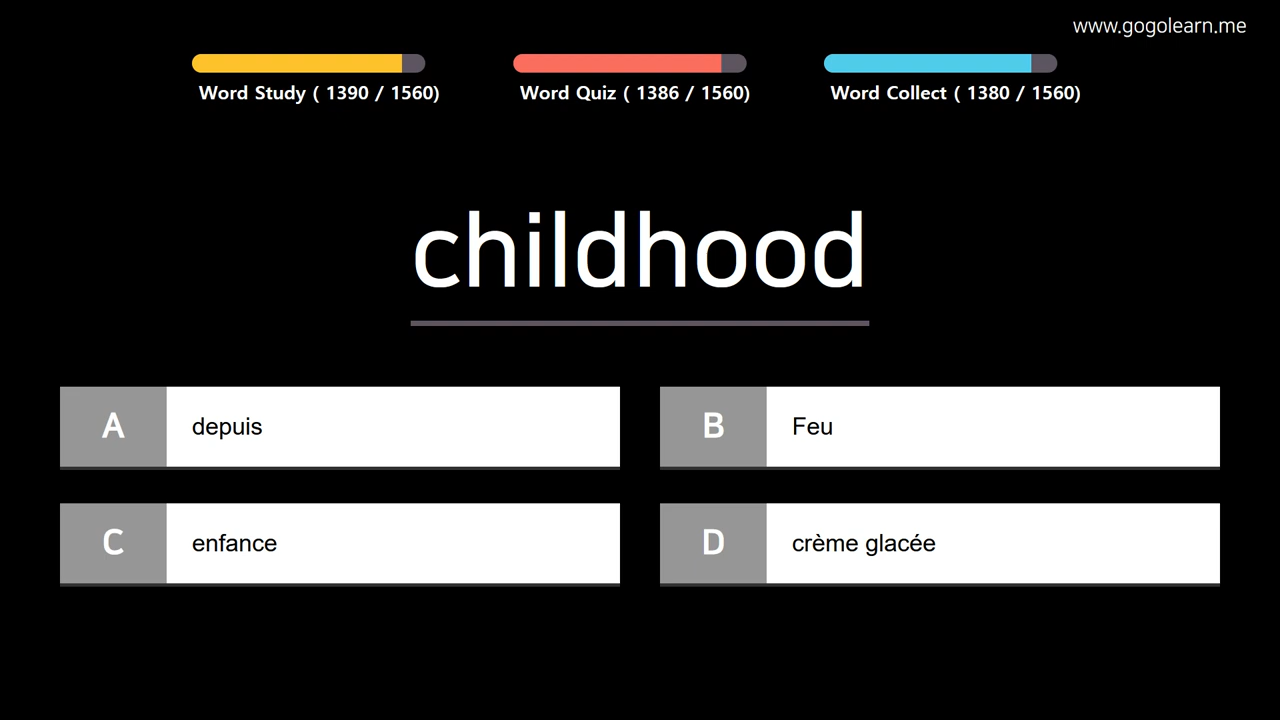 www.gogolearn.me
Word Study ( 1390 / 1560)
Word Quiz ( 1386 / 1560)
Word Collect ( 1380 / 1560)
childhood
A
depuis
B
Feu
C
enfance
D
crème glacée